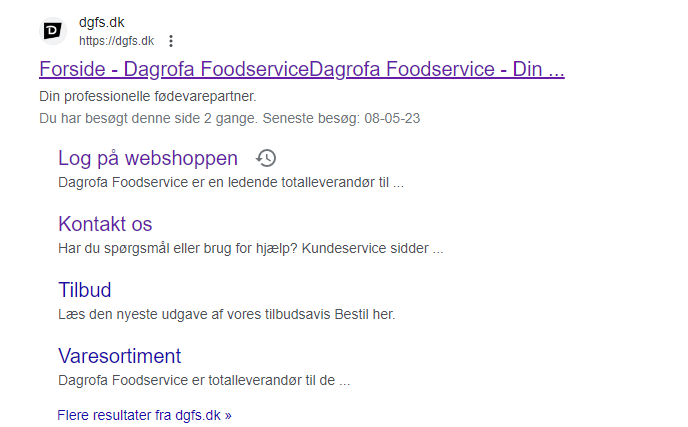 dgfs.dk
https://dgfs.dk
Forside - Dagrofa FoodserviceDagrofa Foodservice - Din ...
Din professionelle fødevarepartner.
Du har besøgt denne side 2 gange. Seneste besøg: 08-05-23
Log på webshoppen
Dagrofa Foodservice er en ledende totalleverandør til ...
Kontakt os
Har du spørgsmål eller brug for hjælp? Kundeservice sidder ...
Tilbud
Læs den nyeste udgave af vores tilbudsavis Bestil her.
Varesortiment
Dagrofa Foodservice er totalleverandør til de ...
Flere resultater fra dgfs.dk »